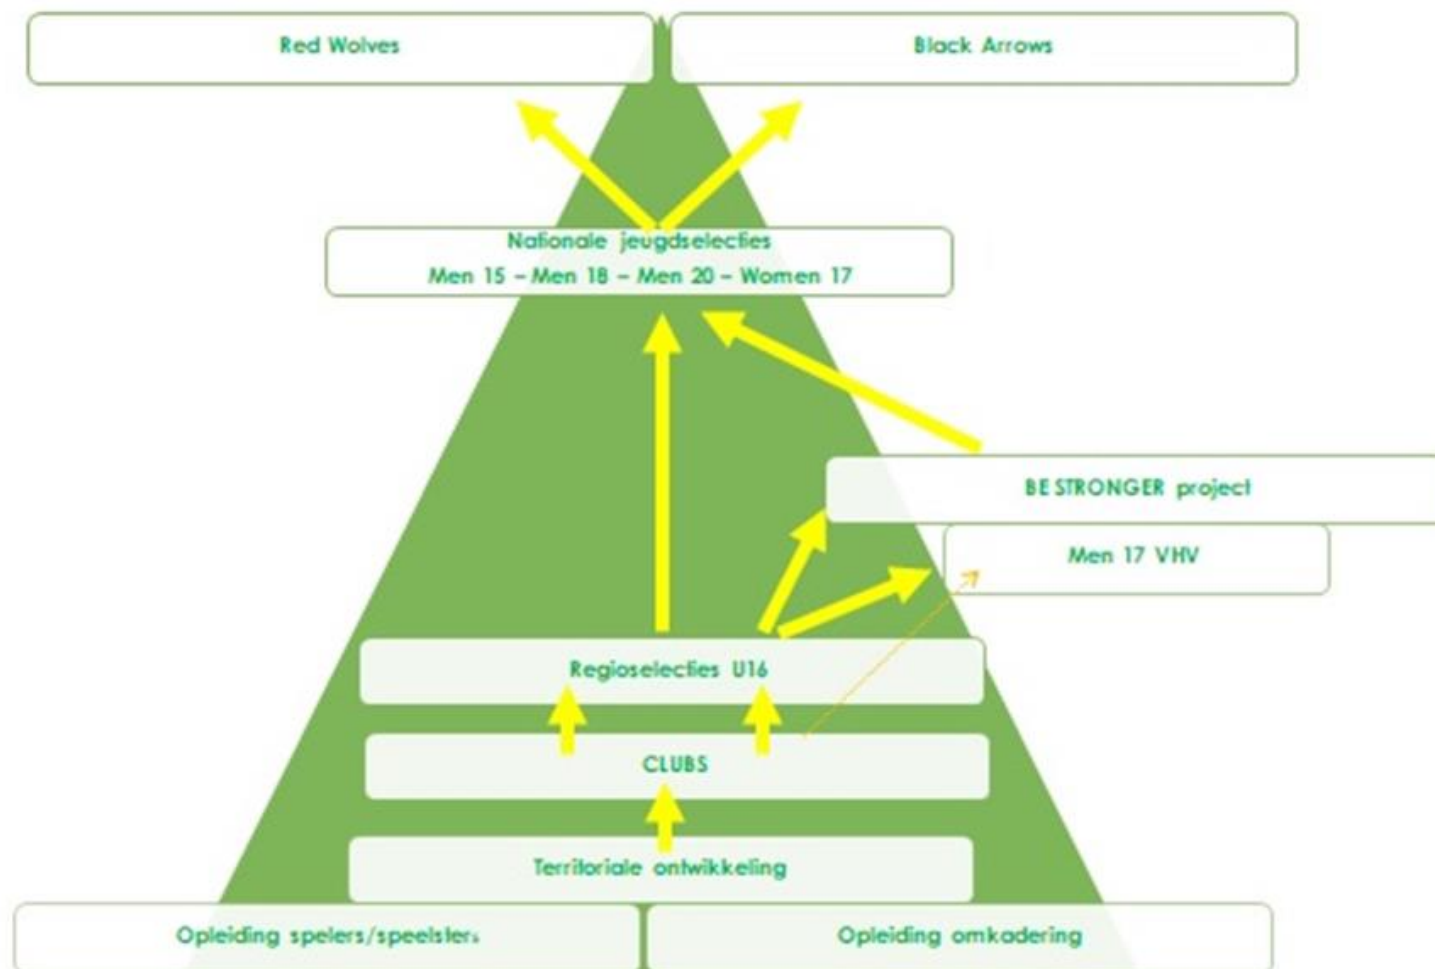 Red Wolves
Black Arrows
Nationale jeugdselecties
Men 15 – Men 18 – Men 20 – Women 17
BE STRONGER project
Men 17 VHV
Regioselecties U16
CLUBS
Territoriale ontwikkeling
Opleiding spelers/speelsters
Opleiding omkadering